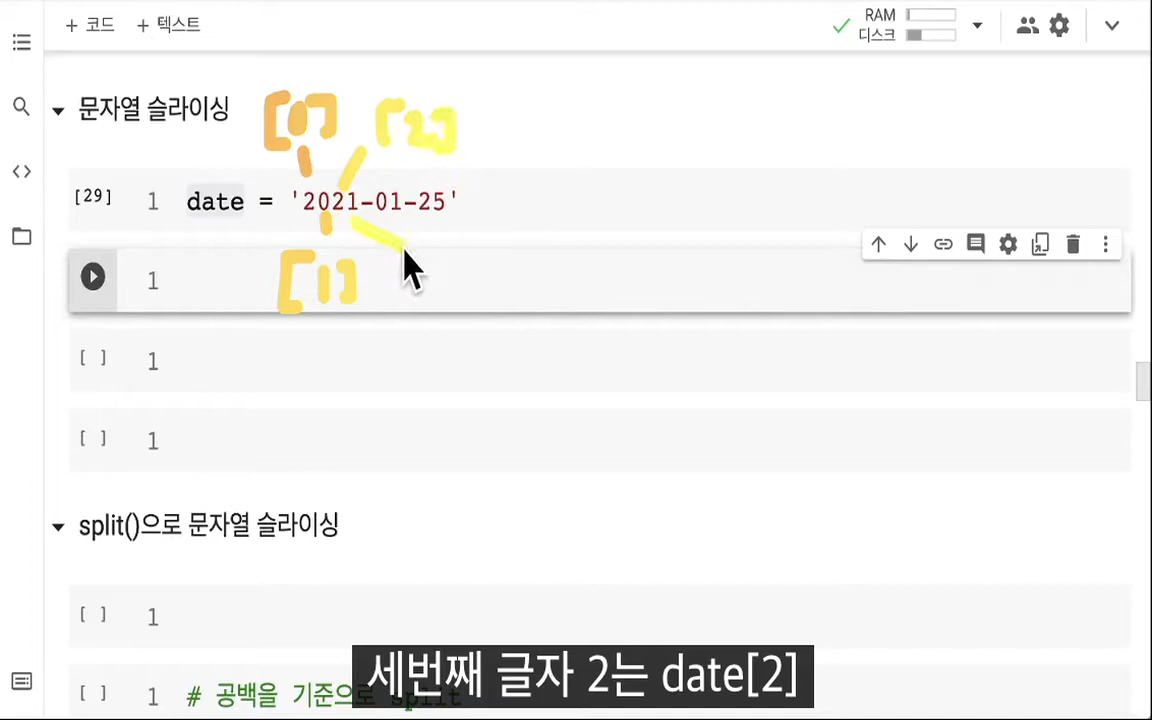 + 코드 + 텍스트
RAM
디스크
문자열 슬라이싱
[0] [2]
[29] 1 date = '2021-01-25'
[1]
1
[ ] 1
[ ] 1
split()으로 문자열 슬라이싱
[ ] 1
[ ] 1 # 공백을 기준으로 split
세번째 글자 2는 date[2]